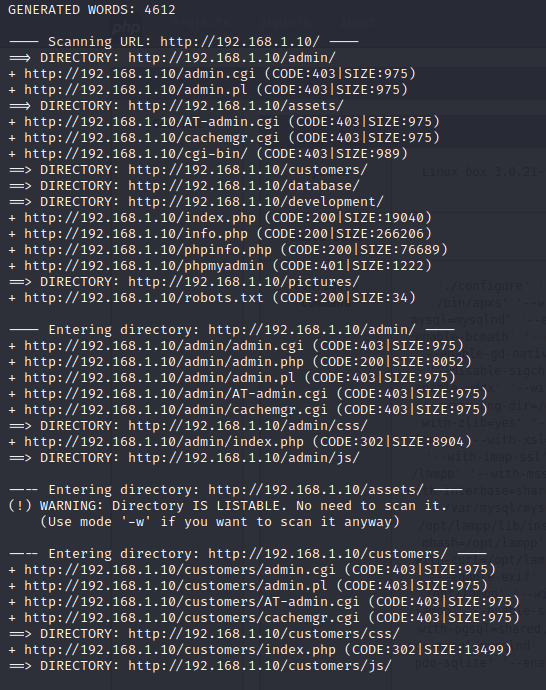 GENERATED WORDS: 4612
---- Scanning URL: http://192.168.1.10/ ----
==> DIRECTORY: http://192.168.1.10/admin/
+ http://192.168.1.10/admin.cgi (CODE:403|SIZE:975)
+ http://192.168.1.10/admin.pl (CODE:403|SIZE:975)
==> DIRECTORY: http://192.168.1.10/assets/
+ http://192.168.1.10/AT-admin.cgi (CODE:403|SIZE:975)
+ http://192.168.1.10/cachemgr.cgi (CODE:403|SIZE:975)
+ http://192.168.1.10/cgi-bin/ (CODE:403|SIZE:989)
==> DIRECTORY: http://192.168.1.10/customers/
==> DIRECTORY: http://192.168.1.10/database/
==> DIRECTORY: http://192.168.1.10/development/
+ http://192.168.1.10/index.php (CODE:200|SIZE:19040)
+ http://192.168.1.10/info.php (CODE:200|SIZE:266206)
+ http://192.168.1.10/phpinfo.php (CODE:200|SIZE:76689)
+ http://192.168.1.10/phpmyadmin (CODE:401|SIZE:1222)
==> DIRECTORY: http://192.168.1.10/pictures/
+ http://192.168.1.10/robots.txt (CODE:200|SIZE:34)
---- Entering directory: http://192.168.1.10/admin/ ----
+ http://192.168.1.10/admin/admin.cgi (CODE:403|SIZE:975)
+ http://192.168.1.10/admin/admin.php (CODE:200|SIZE:8052)
+ http://192.168.1.10/admin/admin.pl (CODE:403|SIZE:975)
+ http://192.168.1.10/admin/AT-admin.cgi (CODE:403|SIZE:975)
+ http://192.168.1.10/admin/cachemgr.cgi (CODE:403|SIZE:975)
==> DIRECTORY: http://192.168.1.10/admin/css/
+ http://192.168.1.10/admin/index.php (CODE:302|SIZE:8904)
==> DIRECTORY: http://192.168.1.10/admin/js/
---- Entering directory: http://192.168.1.10/assets/ ----
(!) WARNING: Directory IS LISTABLE. No need to scan it.
(Use mode '-w' if you want to scan it anyway)
---- Entering directory: http://192.168.1.10/customers/ ----
+ http://192.168.1.10/customers/admin.cgi (CODE:403|SIZE:975)
+ http://192.168.1.10/customers/admin.pl (CODE:403|SIZE:975)
+ http://192.168.1.10/customers/AT-admin.cgi (CODE:403|SIZE:975)
+ http://192.168.1.10/customers/cachemgr.cgi (CODE:403|SIZE:975)
==> DIRECTORY: http://192.168.1.10/customers/css/
+ http://192.168.1.10/customers/index.php (CODE:302|SIZE:13499)
==> DIRECTORY: http://192.168.1.10/customers/js/